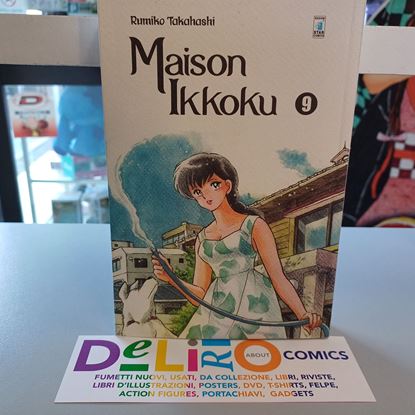 Rumiko Takahashi
STAR
COMICS
Maison
Ikkoku 9
DeLiRO ABOUT COMICS
FUMETTI NUOVI, USATI, DA COLLEZIONE, LIBRI, RIVISTE,
LIBRI D'ILLUSTRAZIONI, POSTERS, DVD, T-SHIRTS, FELPE,
ACTION FIGURES, PORTACHIAVI, GADGETS